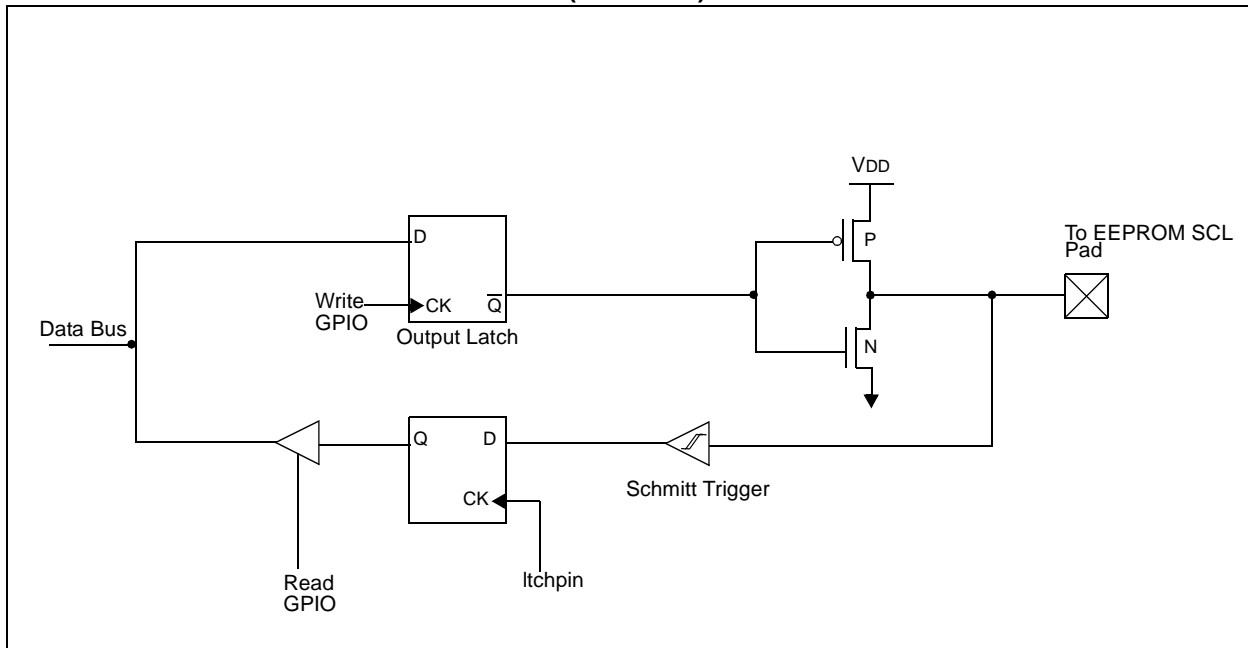 VDD
To EEPROM SCL
Pad
P
D
Write
GPIO
CK
Q
Output Latch
Data Bus
N
Q
D
Schmitt Trigger
CK
ltchpin
Read
GPIO